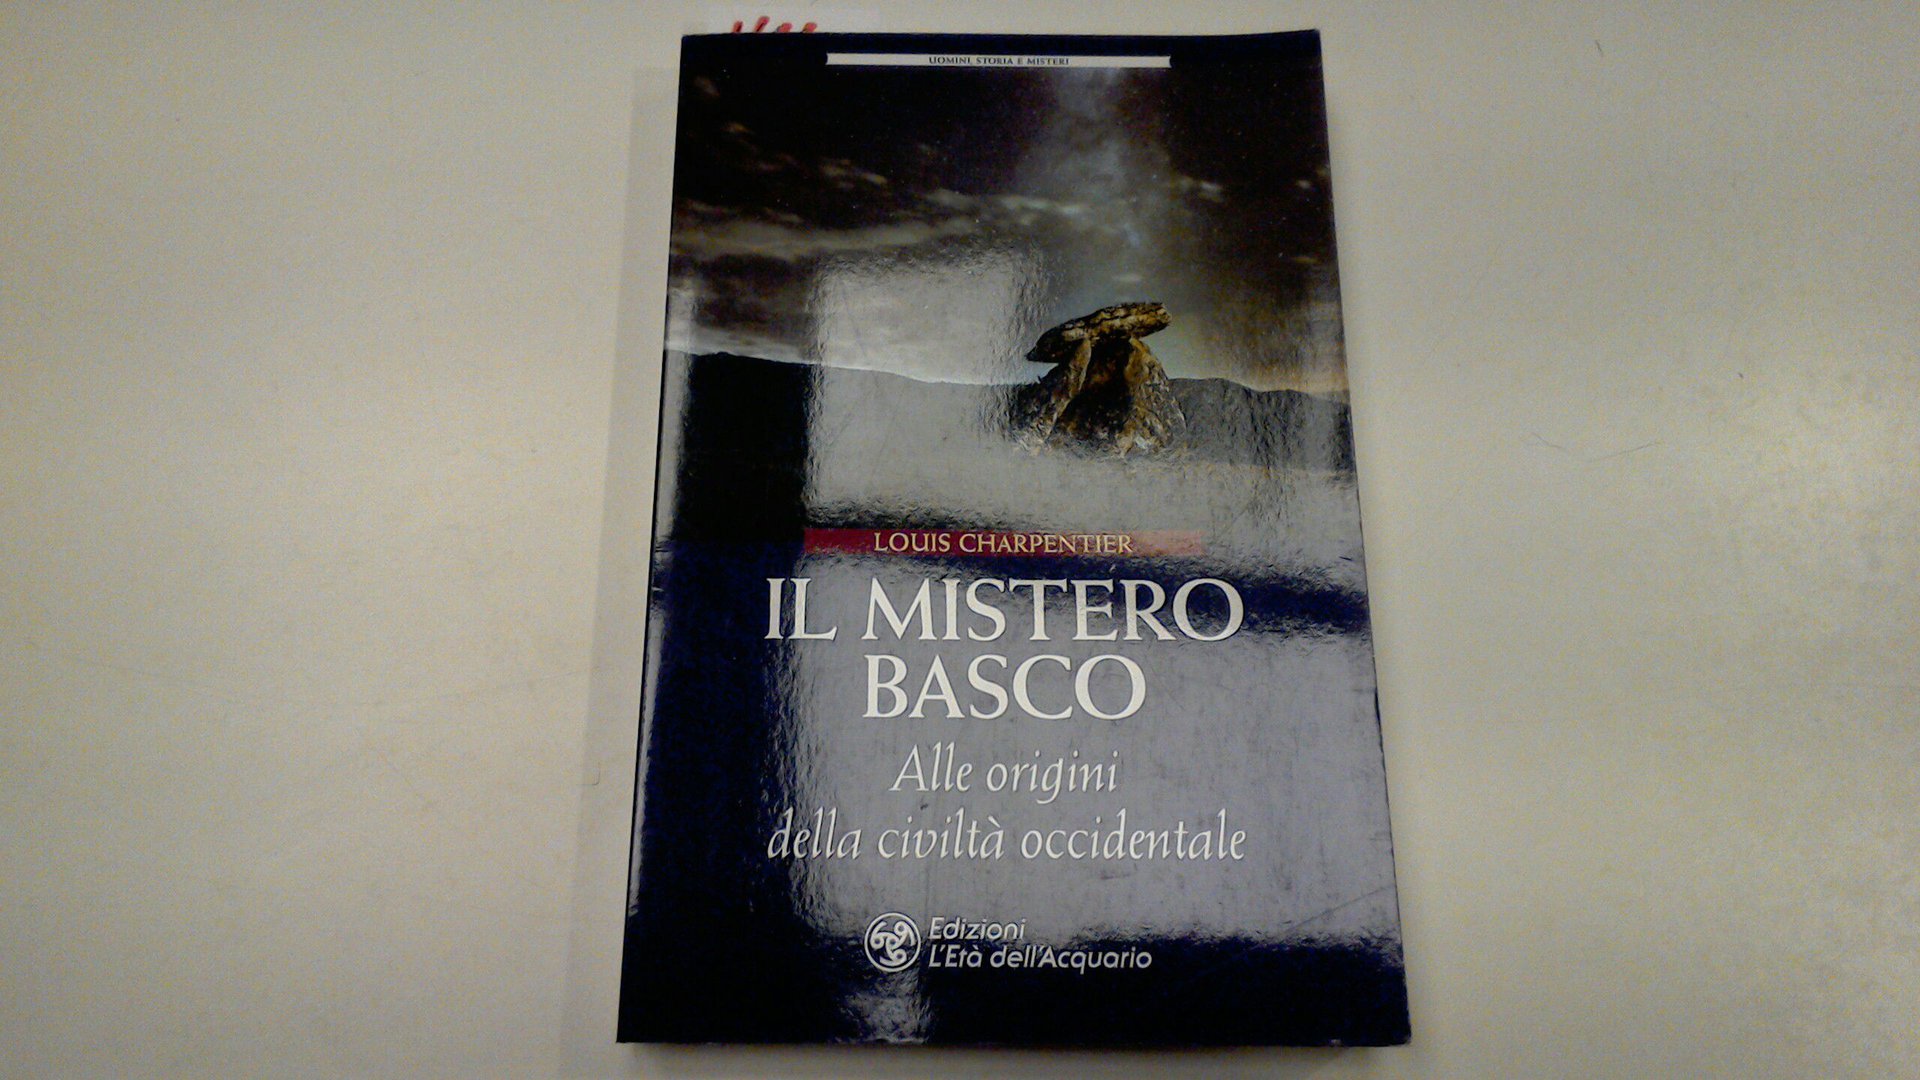 UOMINI, STORIA E MISTERI
LOUIS CHARPENTIER
IL MISTERO
BASCO
Alle origini
della civiltà occidentale
Edizioni
L'Età dell'Acquario